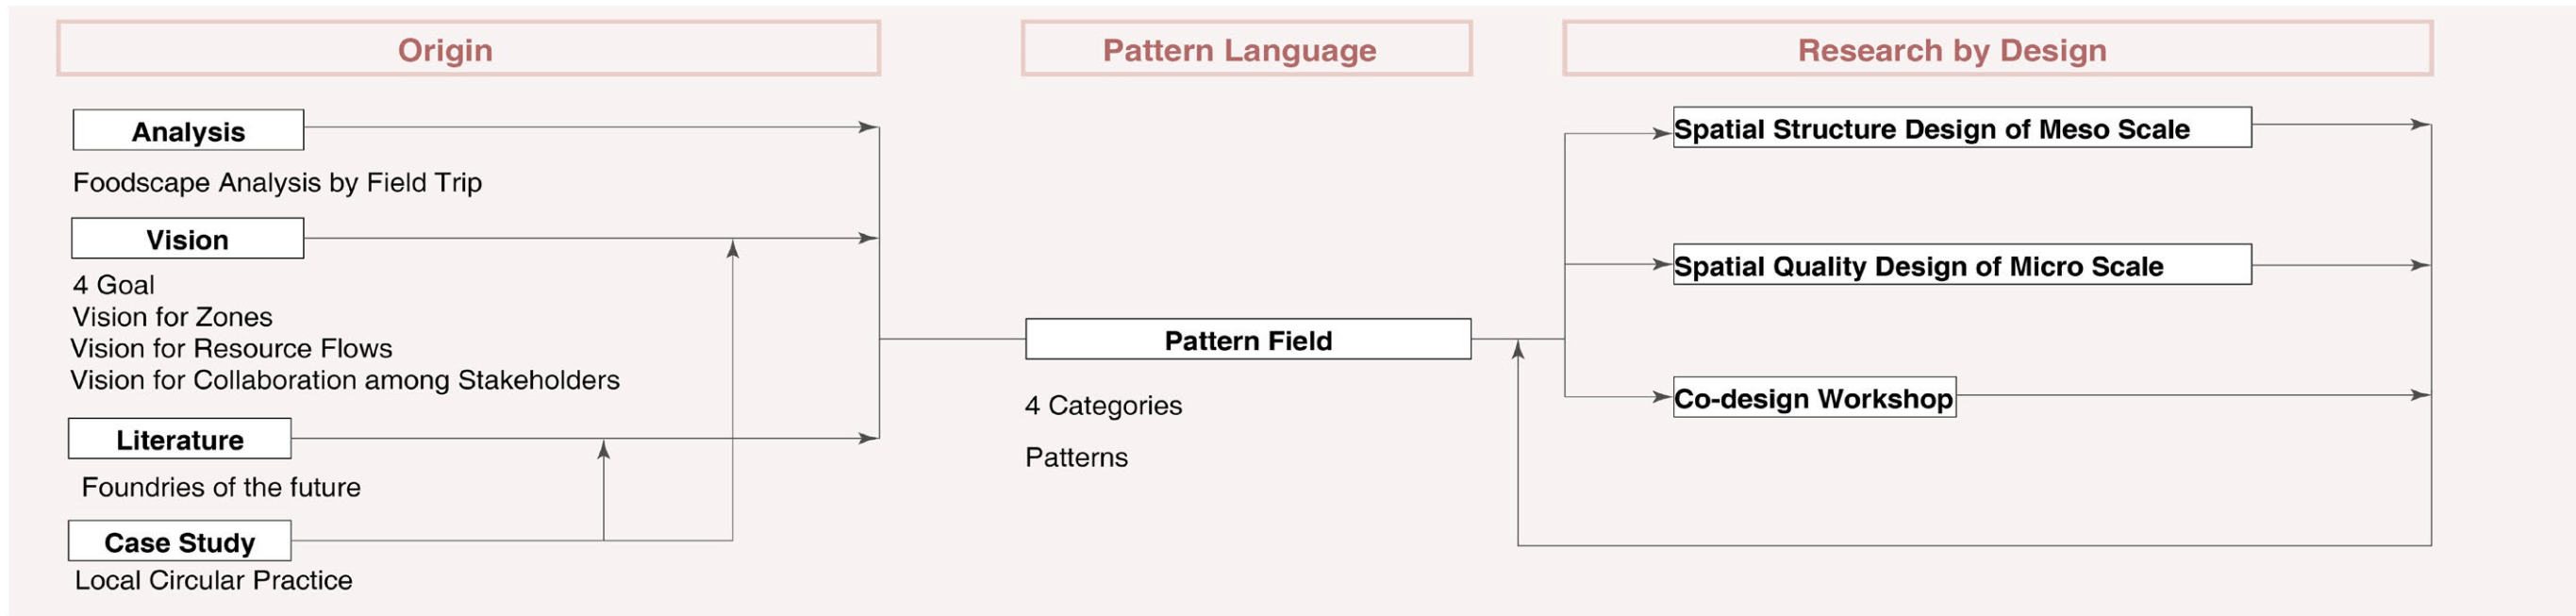 Origin
Pattern Language
Research by Design
Analysis
Foodscape Analysis by Field Trip
Vision
4 Goal
Vision for Zones
Vision for Resource Flows
Vision for Collaboration among Stakeholders
Literature
Foundries of the future
Case Study
Local Circular Practice
Pattern Field
4 Categories
Patterns
Spatial Structure Design of Meso Scale
Spatial Quality Design of Micro Scale
Co-design Workshop